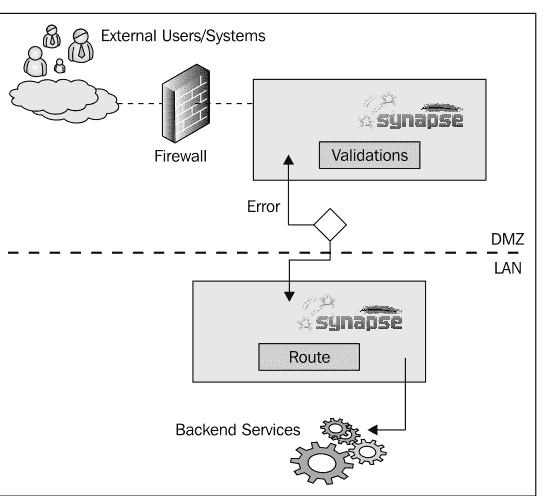 External Users/Systems
Firewall
synapse
Validations
Error
DMZ
LAN
synapse
Route
Backend Services